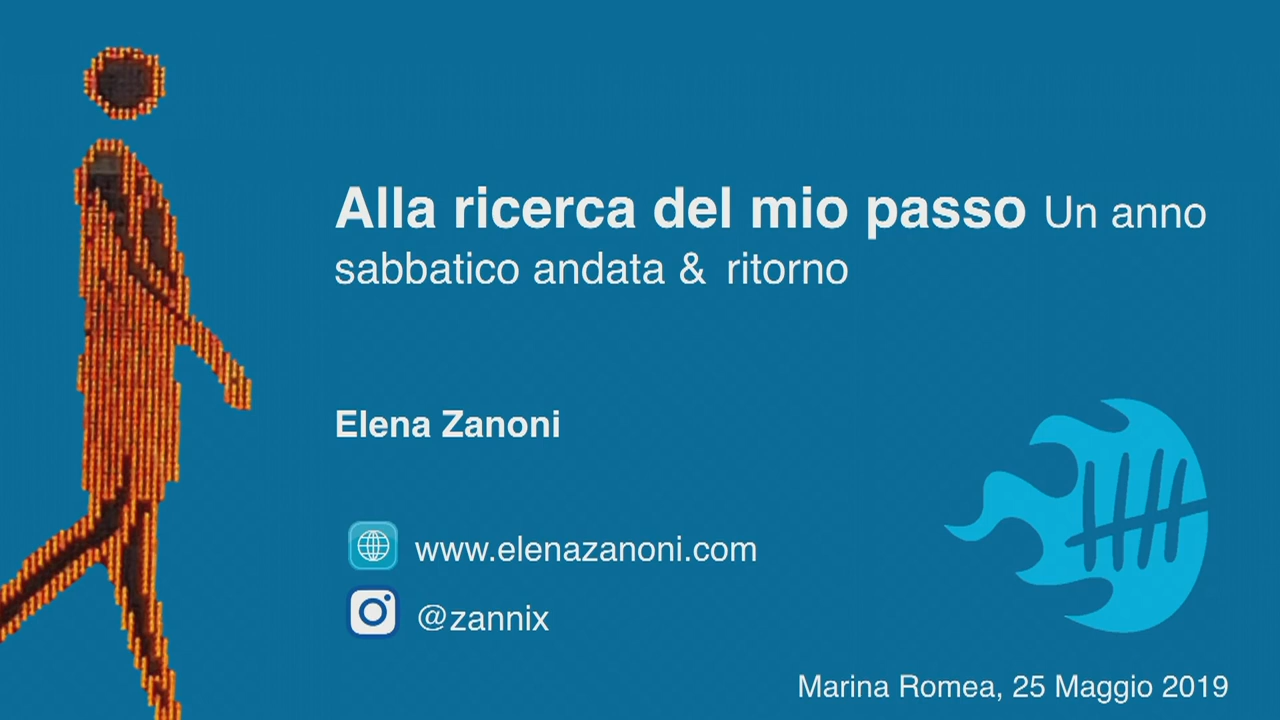 Alla ricerca del mio passo Un anno
sabbatico andata & ritorno
Elena Zanoni
www.elenazanoni.com
@zannix
Marina Romea, 25 Maggio 2019